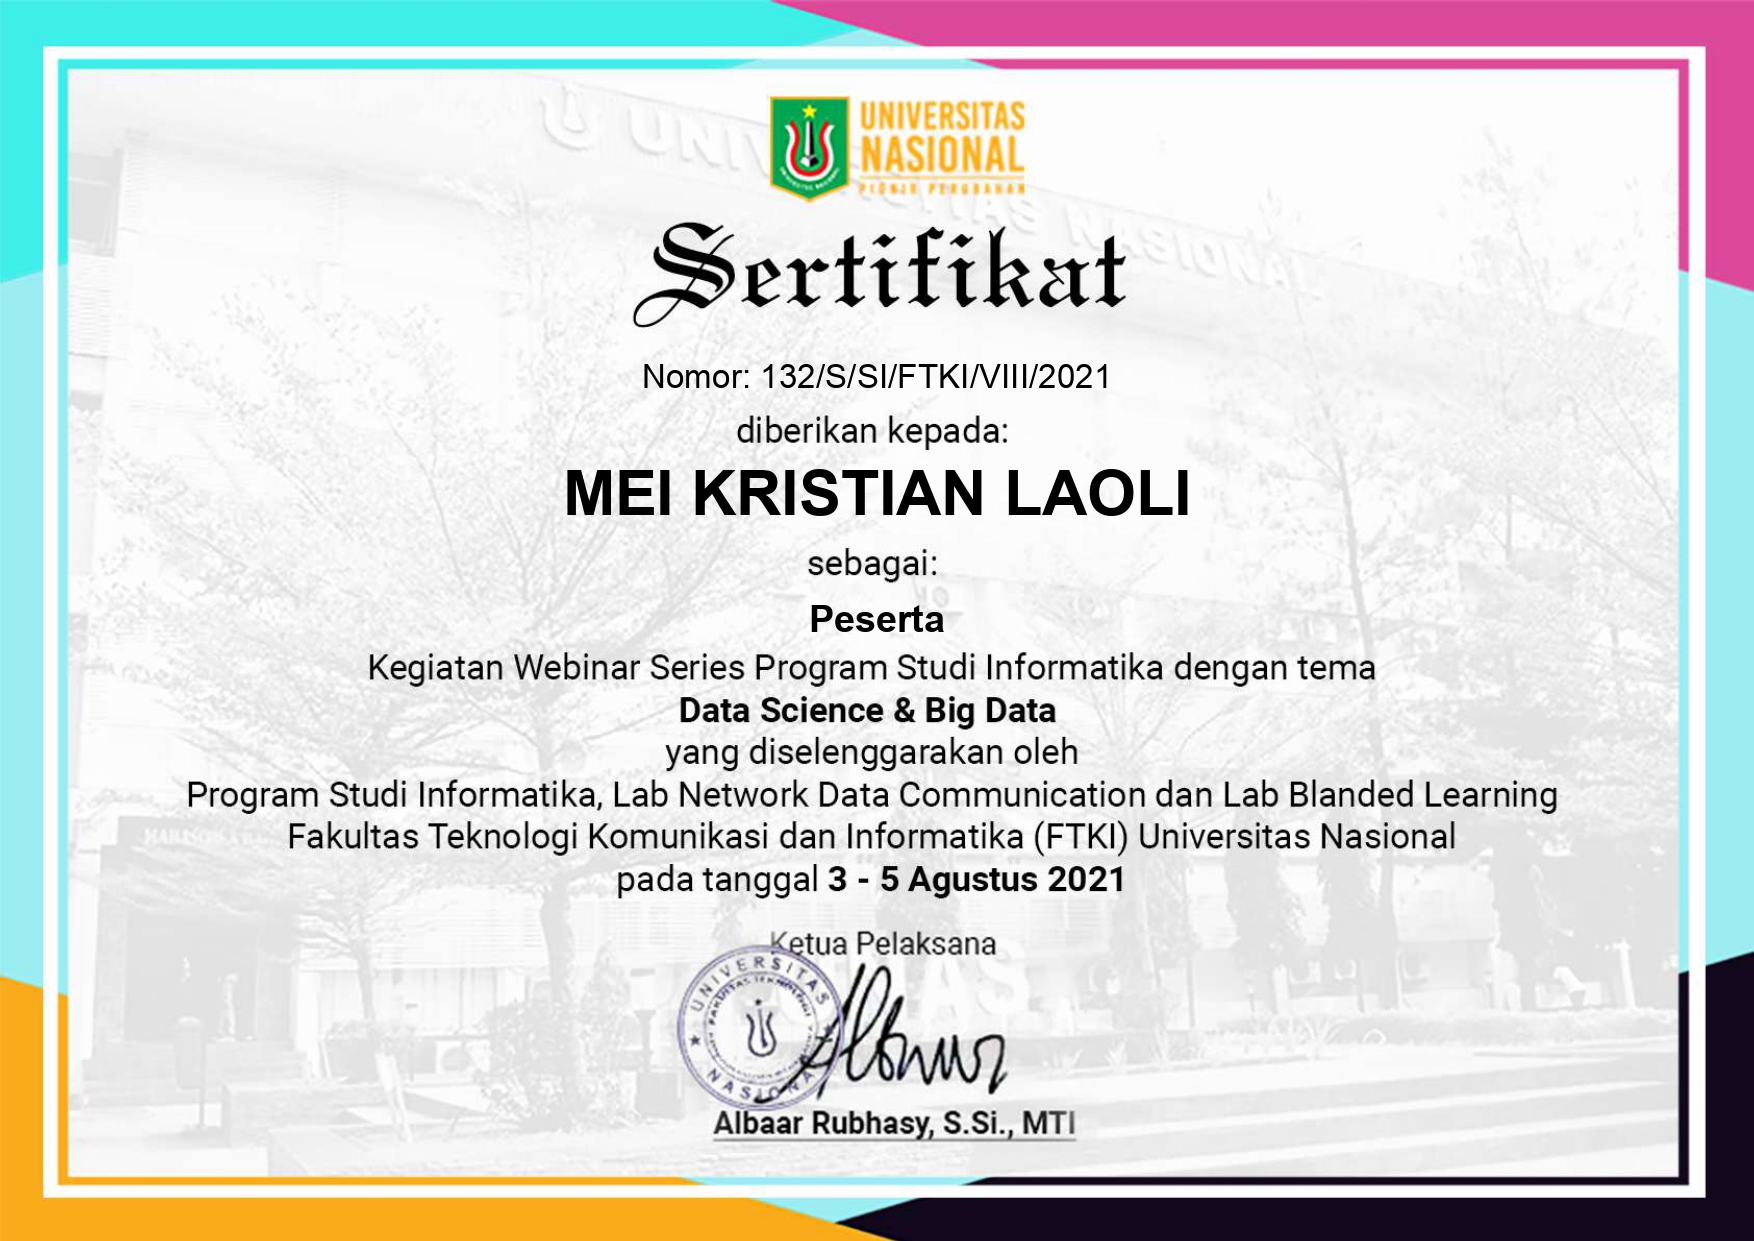 UNIVERSITAS
NASIONAL
PIONIR PERUBAHAN
Sertifikat
Nomor: 132/S/SI/FTKI/VIII/2021
diberikan kepada:
MEI KRISTIAN LAOLI
sebagai:
Peserta
Kegiatan Webinar Series Program Studi Informatika dengan tema
Data Science & Big Data
yang diselenggarakan oleh
Program Studi Informatika, Lab Network Data Communication dan Lab Blanded Learning
Fakultas Teknologi Komunikasi dan Informatika (FTKI) Universitas Nasional
pada tanggal 3 - 5 Agustus 2021
Ketua Pelaksana
UNIVERSITAS
NASIONAL
Albaar Rubhasy, S.Si., MTI